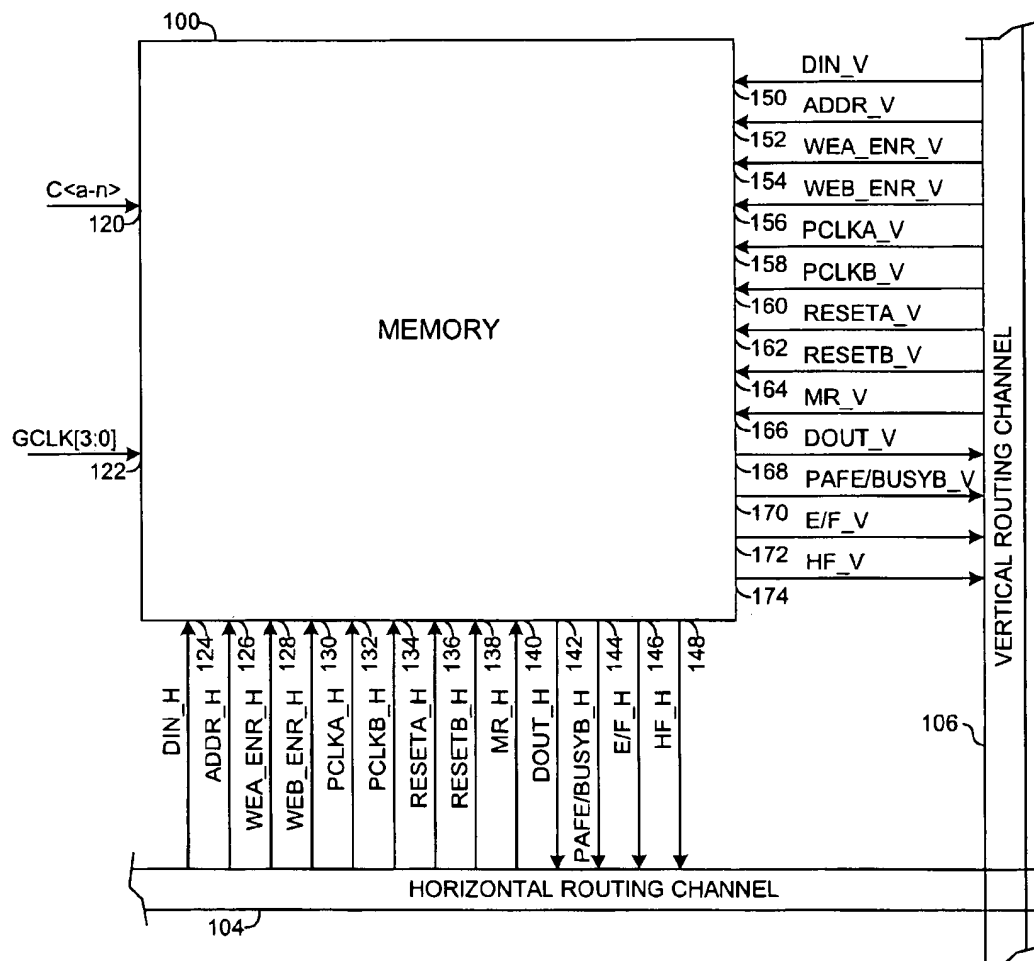 100
DIN_V
150
ADDR_V
152
WEA_ENR_V
154
WEB_ENR_V
156
PCLKA_V
158
PCLKB_V
160
RESETA_V
162
RESETB_V
164
MR_V
166
DOUT_V
168
PAFE/BUSYB_V
170
E/F_V
172
HF_V
174
C<a-n>
120
MEMORY
GCLK[3:0]
122
VERTICAL ROUTING CHANNEL
106
124
126
128
130
132
134
136
138
140
142
144
146
148
DIN_H
ADDR_H
WEA_ENR_H
WEB_ENR_H
PCLKA_H
PCLKB_H
RESETA_H
RESETB_H
MR_H
DOUT_H
PAFE/BUSYB_H
E/F_H
HF_H
HORIZONTAL ROUTING CHANNEL
104